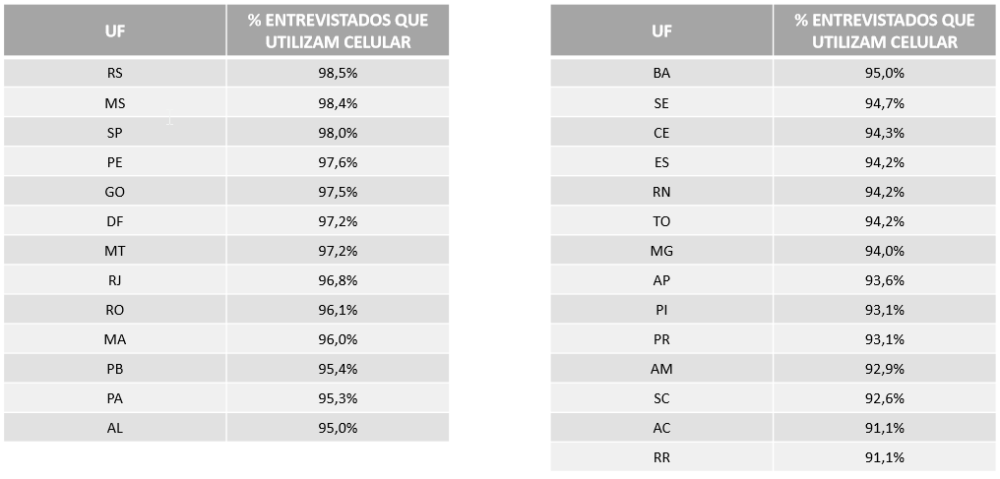 UF % ENTREVISTADOS QUE UTILIZAM CELULAR
RS 98,5%
MS 98,4%
SP 98,0%
PE 97,6%
GO 97,5%
DF 97,2%
MT 97,2%
RJ 96,8%
RO 96,1%
MA 96,0%
PB 95,4%
PA 95,3%
AL 95,0%
UF % ENTREVISTADOS QUE UTILIZAM CELULAR
BA 95,0%
SE 94,7%
CE 94,3%
ES 94,2%
RN 94,2%
TO 94,2%
MG 94,0%
AP 93,6%
PI 93,1%
PR 93,1%
AM 92,9%
SC 92,6%
AC 91,1%
RR 91,1%